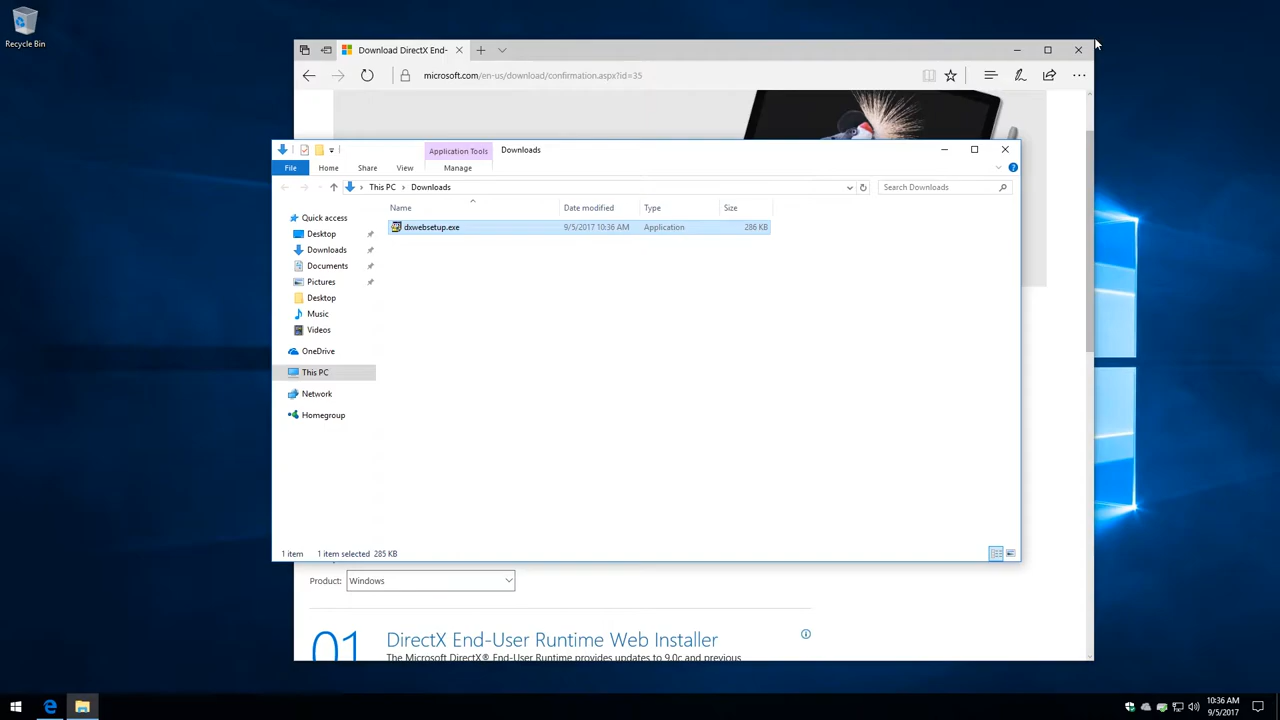 Recycle Bin
Download DirectX End-
microsoft.com/en-us/download/confirmation.aspx?id=35
Application Tools
Downloads
File
Home
Share
View
Manage
This PC > Downloads
Search Downloads
Name
Date modified
Type
Size
dxwebsetup.exe
9/5/2017 10:36 AM
Application
286 KB
Quick access
Desktop
Downloads
Documents
Pictures
Desktop
Music
Videos
OneDrive
This PC
Network
Homegroup
1 item
1 item selected 285 KB
Product:
Windows
01
DirectX End-User Runtime Web Installer
The Microsoft DirectX® End-User Runtime provides updates to 9.0c and previous
10:36 AM
9/5/2017